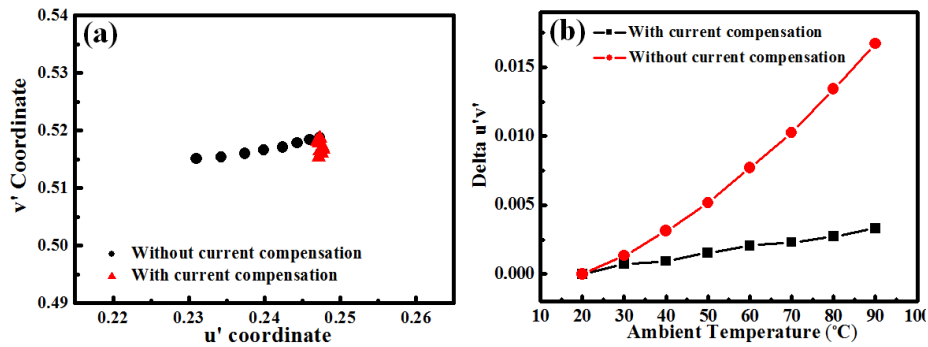 (a)
0.54
0.53
0.52
0.51
0.50
0.49
v' Coordinate
Without current compensation
With current compensation
0.22 0.23 0.24 0.25 0.26
u' coordinate
(b)
With current compensation
Without current compensation
0.015
0.010
0.005
0.000
Delta u'v'
10 20 30 40 50 60 70 80 90 100
Ambient Temperature (°C)